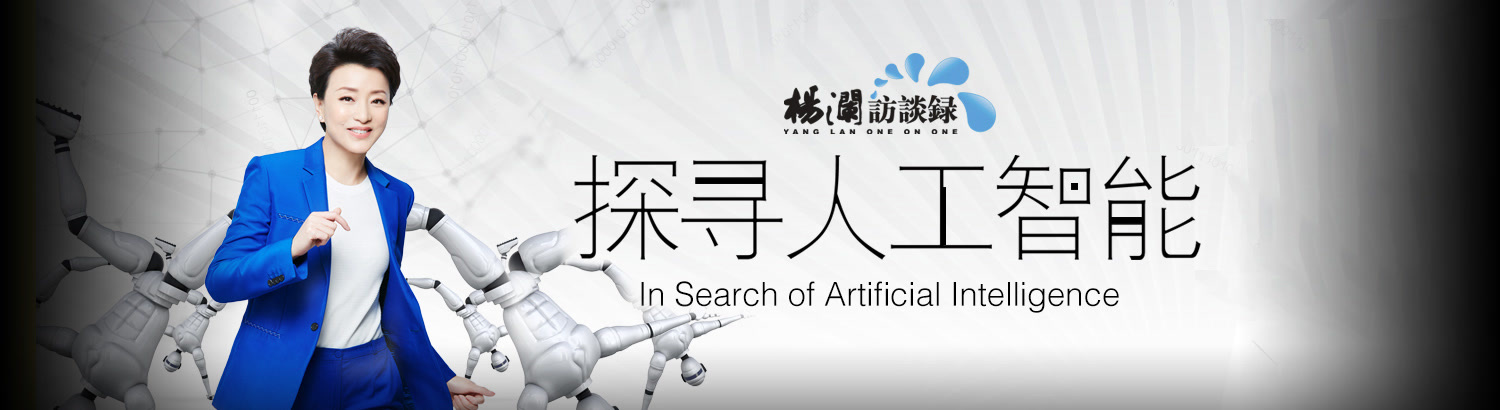 楊瀾訪談録
YANG LAN ONE ON ONE
探寻人工智能
In Search of Artificial Intelligence